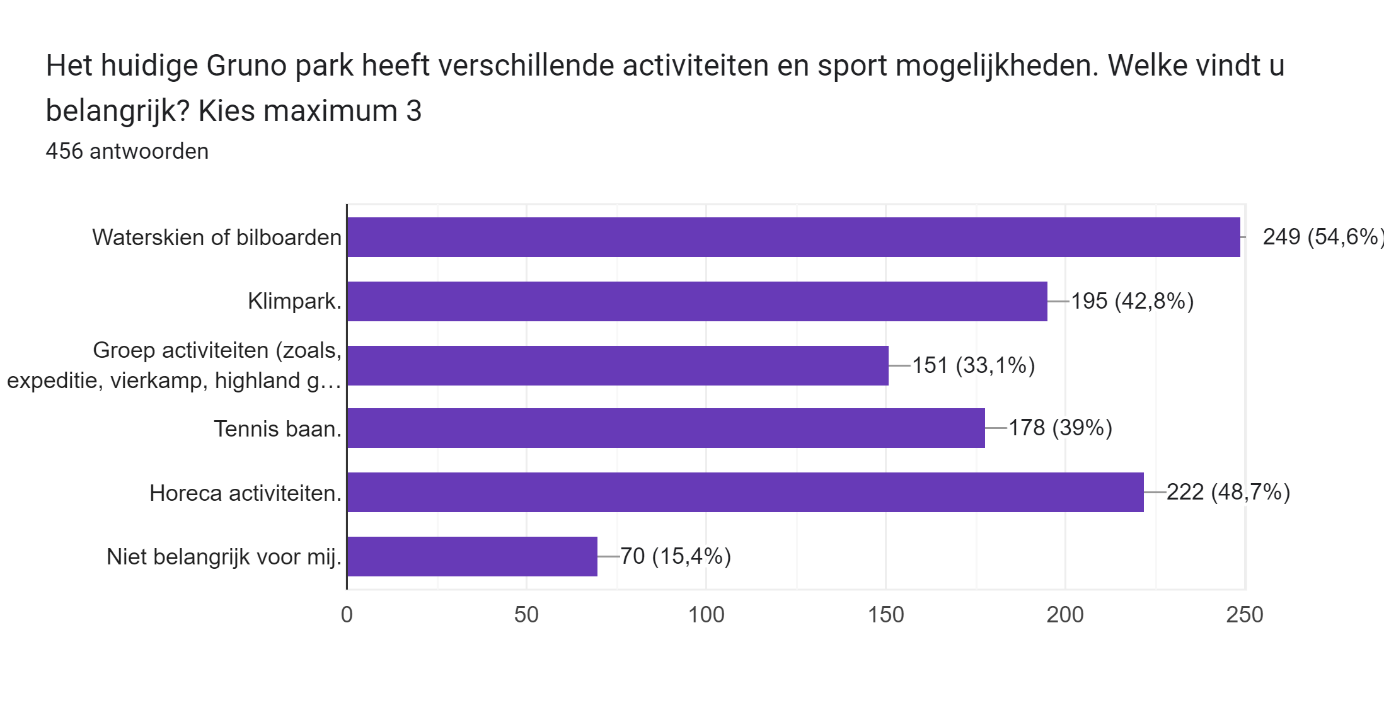 Het huidige Gruno park heeft verschillende activiteiten en sport mogelijkheden. Welke vindt u
belangrijk? Kies maximum 3
456 antwoorden
Waterskien of bilboarden
249 (54,6%)
Klimpark.
195 (42,8%)
Groep activiteiten (zoals,
expeditie, vierkamp, highland g…
151 (33,1%)
Tennis baan.
178 (39%)
Horeca activiteiten.
222 (48,7%)
Niet belangrijk voor mij.
70 (15,4%)
0 50 100 150 200 250